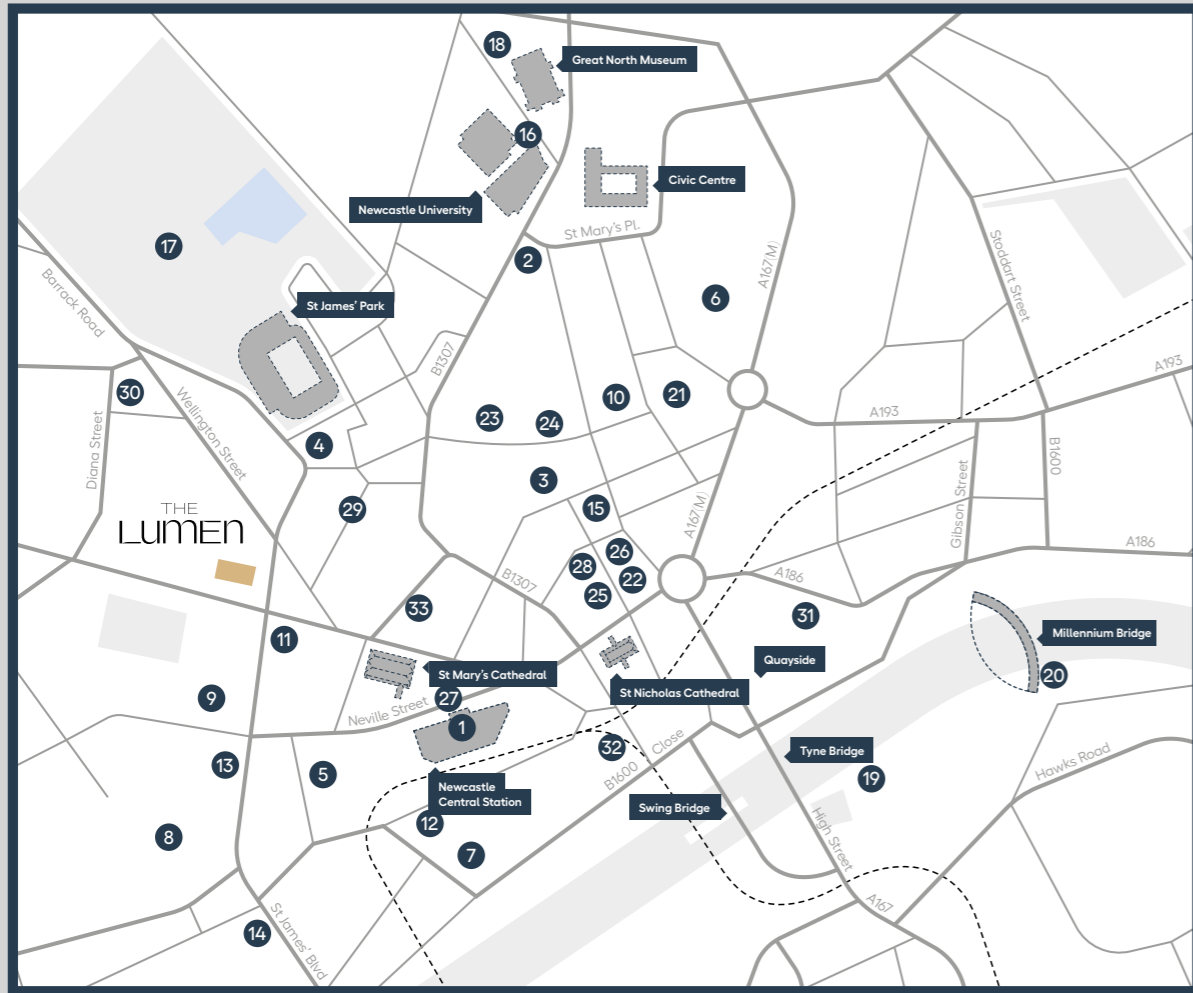 18
Great North Museum
16
Civic Centre
Newcastle University
St Mary's Pl.
17
2
A167(M)
Stoddart Street
6
Barrack Road
St James' Park
B1307
A193
30
Wellington Street
10
21
23
24
A193
Diana Street
4
B1600
3
Gibson Street
THE
LUMEN
29
15
A167(M)
A186
26
28
22
B1307
A186
25
33
31
11
Millennium Bridge
Quayside
St Mary's Cathedral
20
9
27
St Nicholas Cathedral
Neville Street
1
32
Close
Tyne Bridge
13
5
B1600
19
Hawks Road
Newcastle
Central Station
Swing Bridge
12
High Street
8
7
A167
14
St James' Blvd